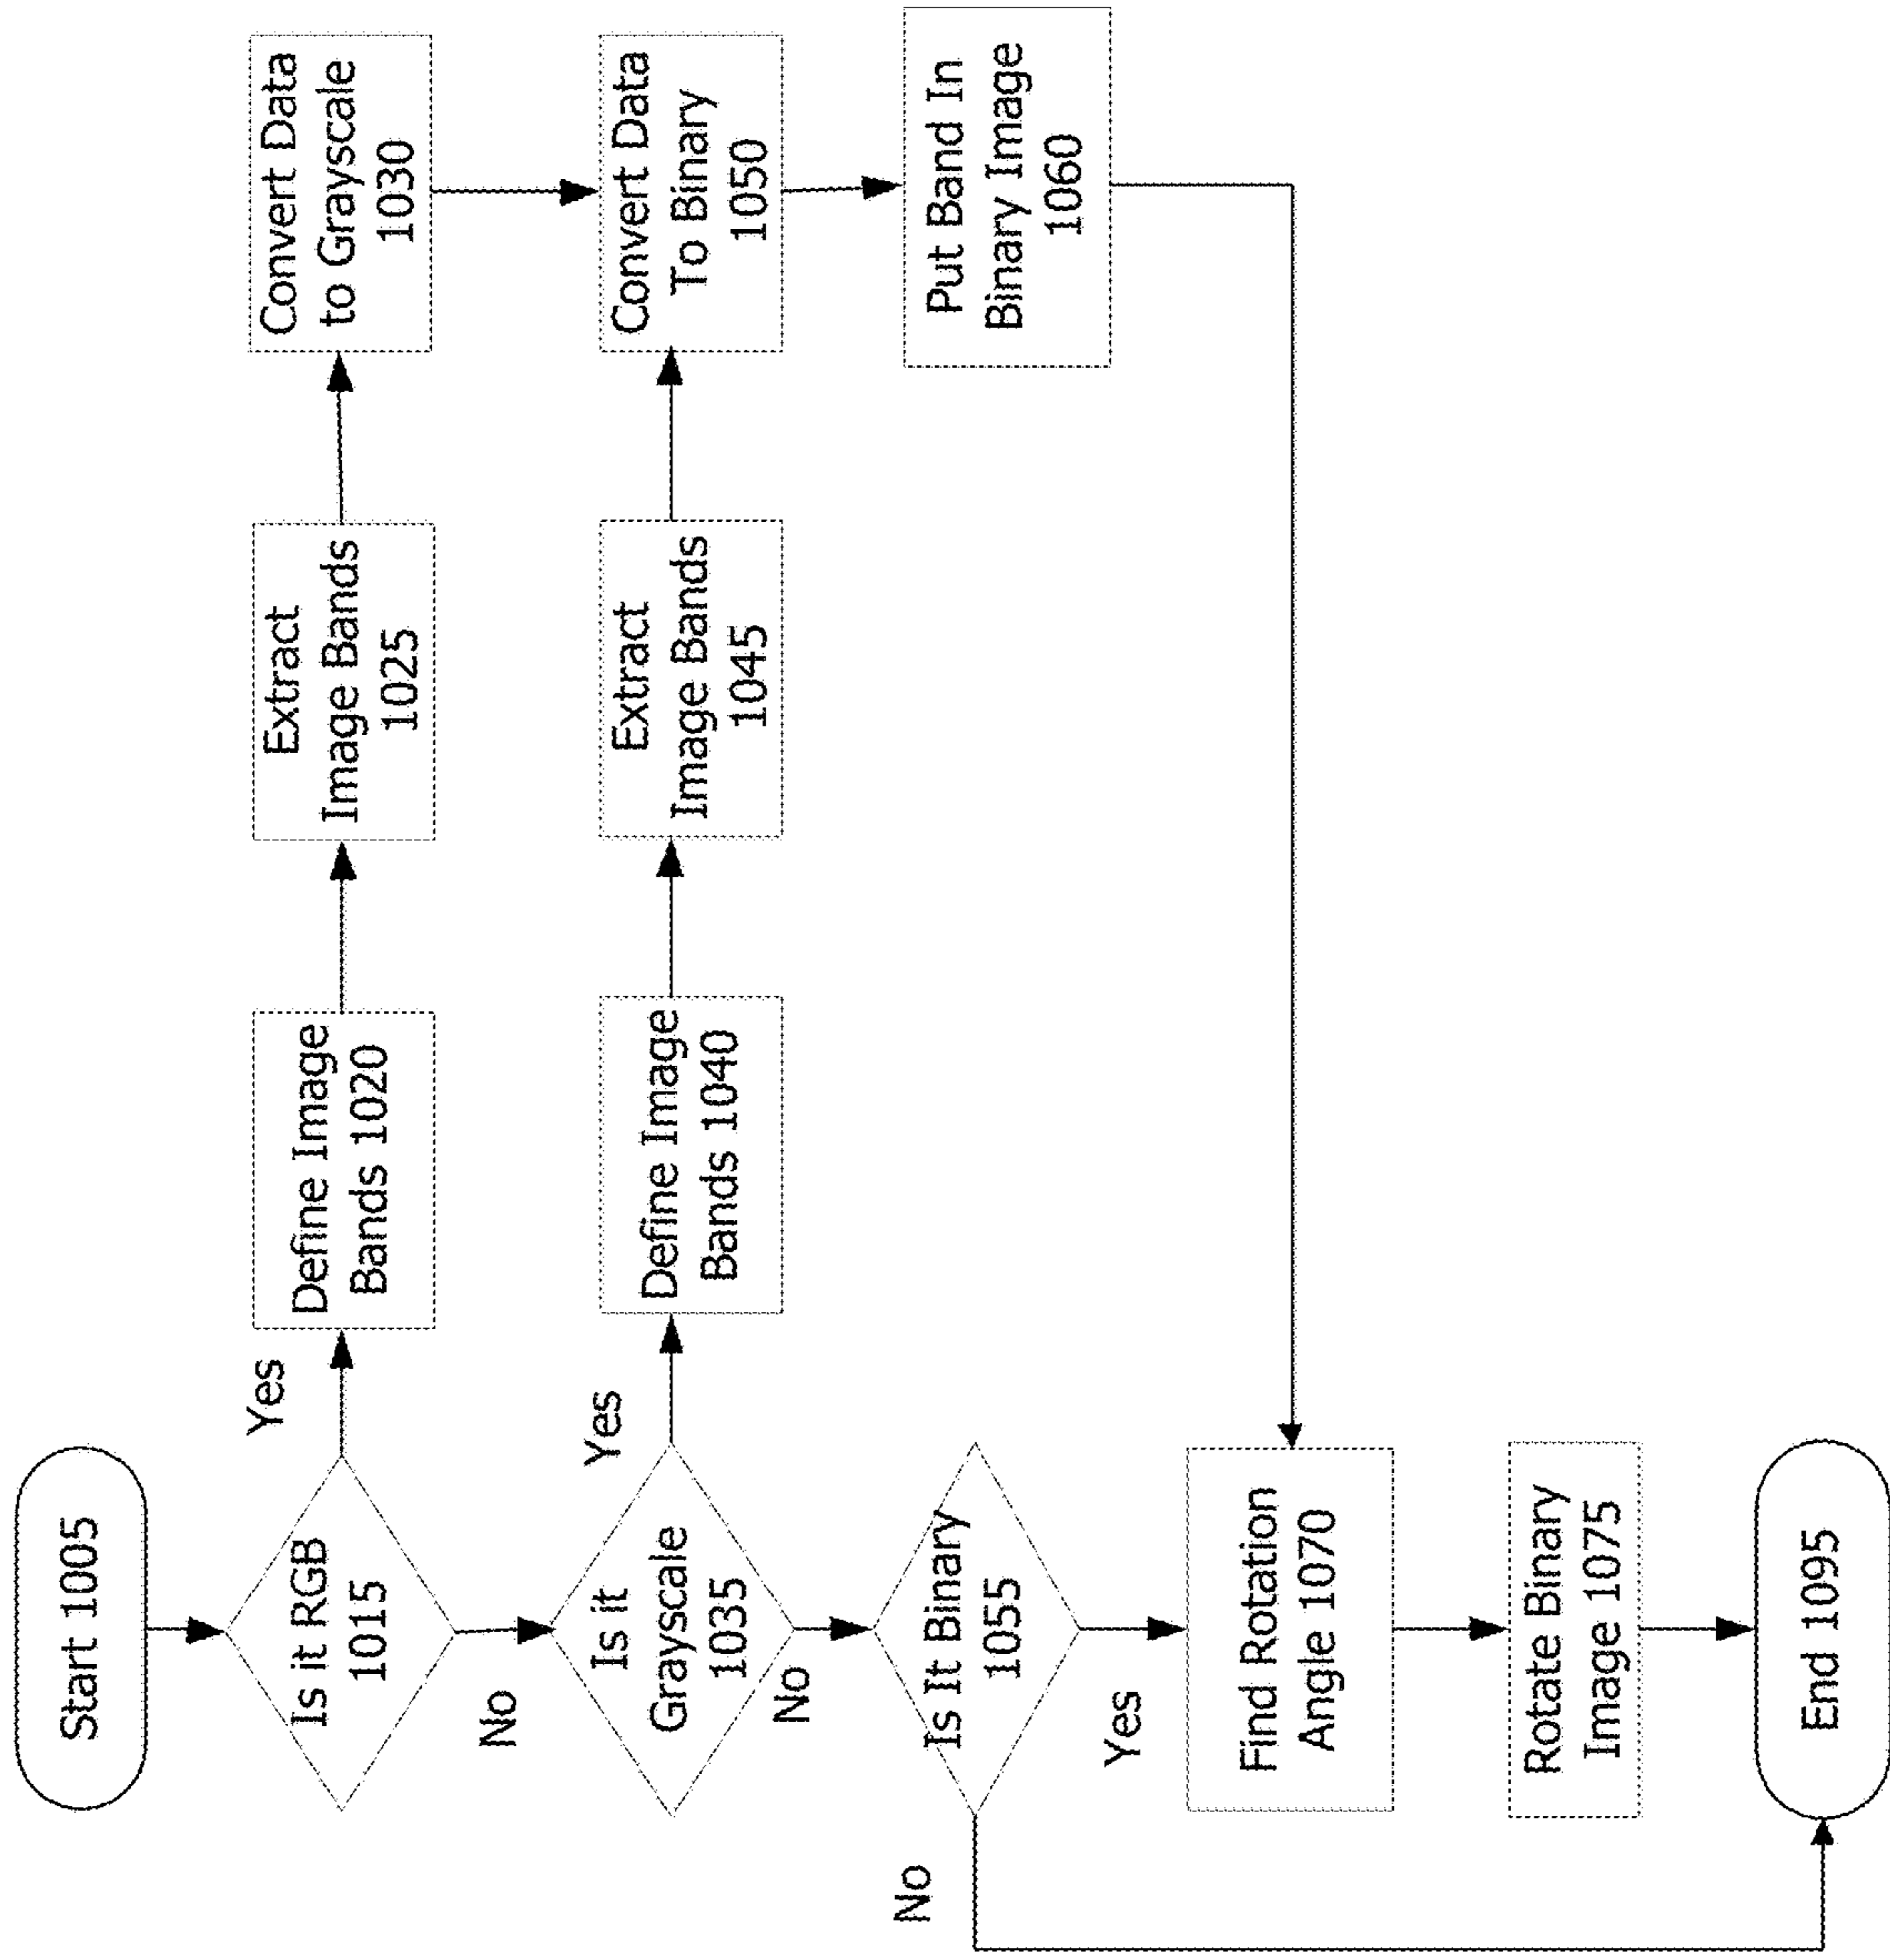 Start 1005
Is it RGB
1015
Yes
Define Image
Bands 1020
Extract
Image Bands
1025
Convert Data
to Grayscale
1030
No
Is it
Grayscale
1035
Yes
Define Image
Bands 1040
Extract
Image Bands
1045
Convert Data
To Binary
1050
No
Is It Binary
1055
Put Band In
Binary Image
1060
No
Yes
Find Rotation
Angle 1070
Rotate Binary
Image 1075
End 1095